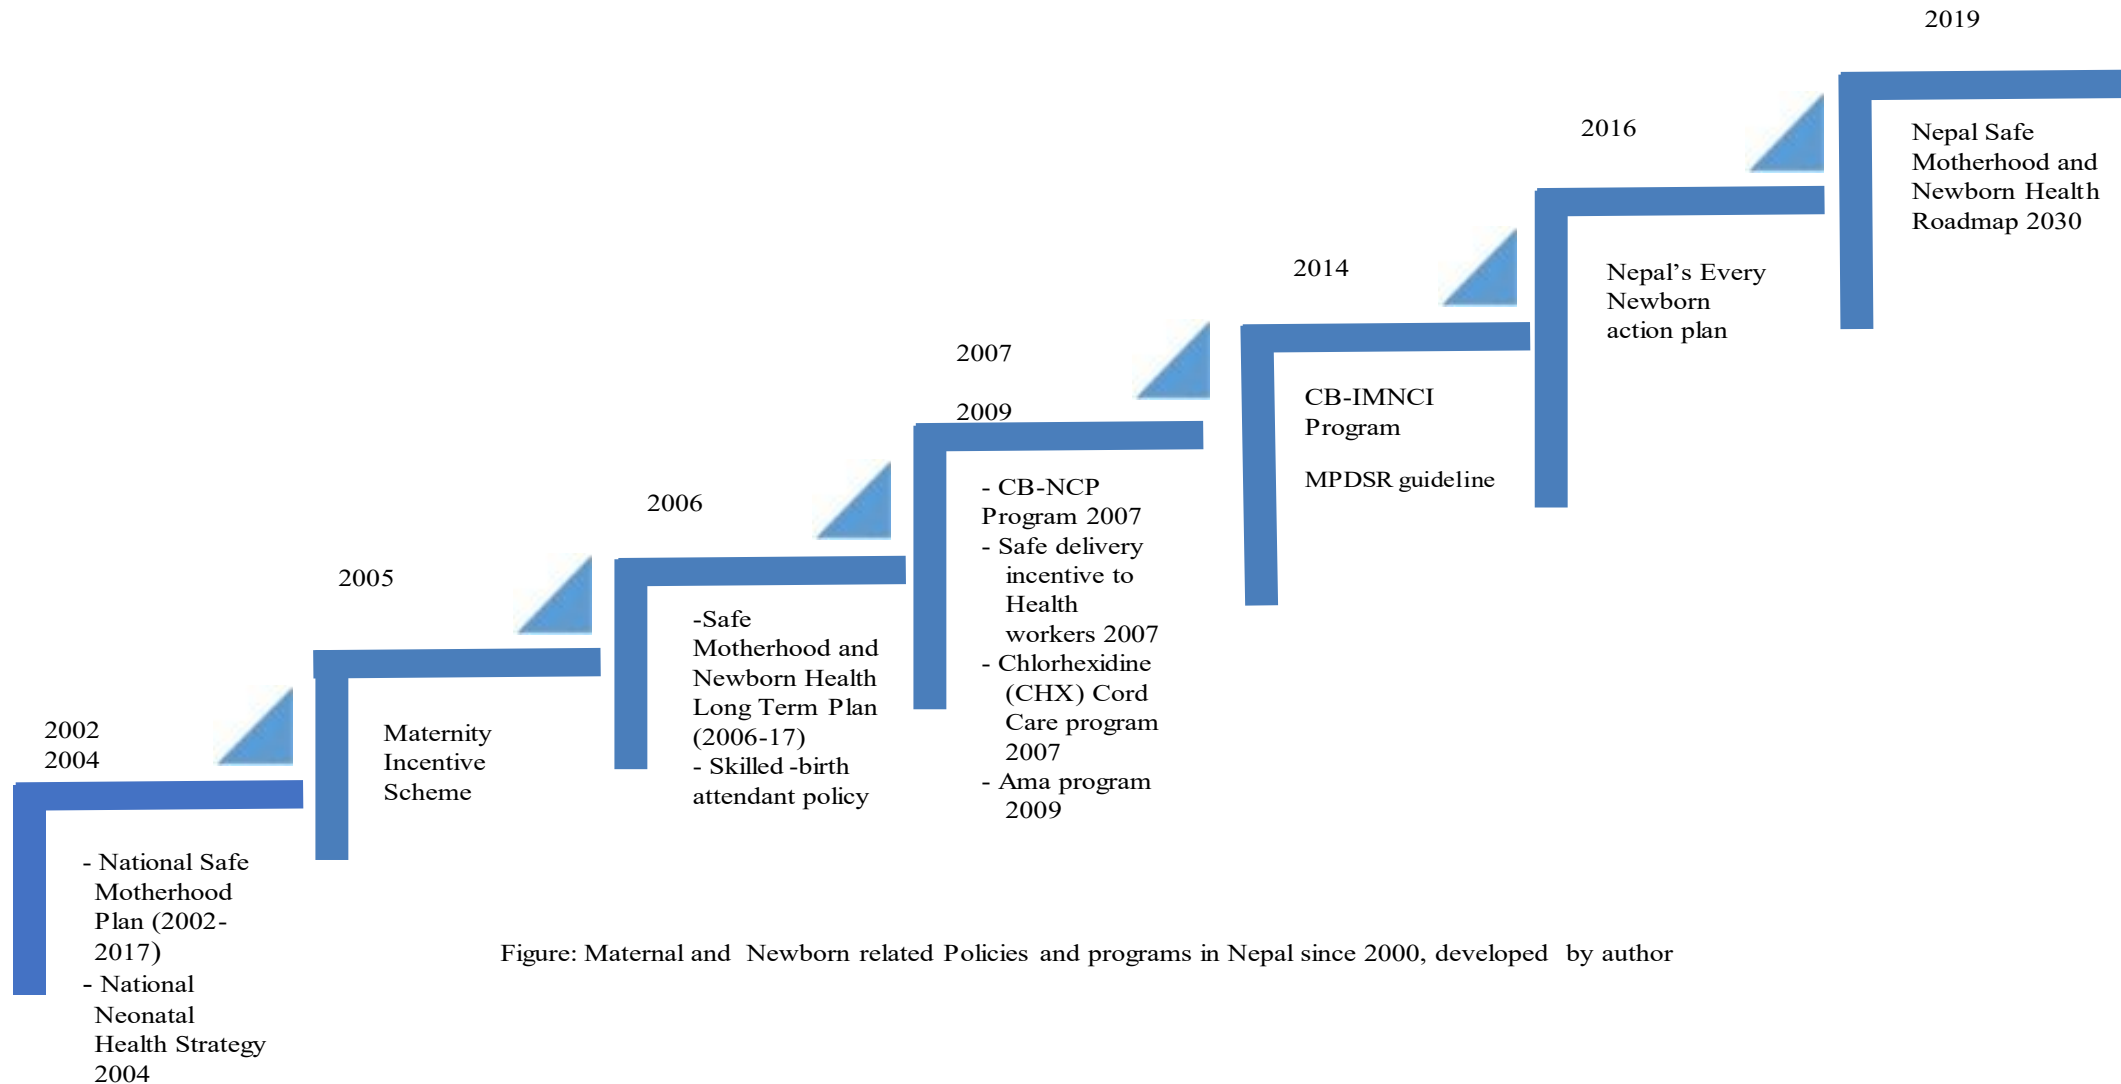 2002
2004
- National Safe
Motherhood
Plan (2002-
2017)
- National
Neonatal
Health Strategy
2004
2005
Maternity
Incentive
Scheme
2006
-Safe
Motherhood and
Newborn Health
Long Term Plan
(2006-17)
- Skilled -birth
attendant policy
2007
2009
- CB-NCP
Program 2007
- Safe delivery
incentive to
Health
workers 2007
- Chlorhexidine
(CHX) Cord
Care program
2007
- Ama program
2009
2014
CB-IMNCI
Program
MPDSR guideline
2016
Nepal’s Every
Newborn
action plan
2019
Nepal Safe
Motherhood and
Newborn Health
Roadmap 2030
Figure: Maternal and Newborn related Policies and programs in Nepal since 2000, developed by author